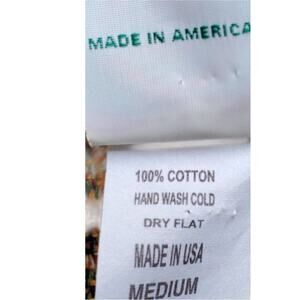 MADE IN AMERICA
100% COTTON
HAND WASH COLD
DRY FLAT
MADE IN USA
MEDIUM